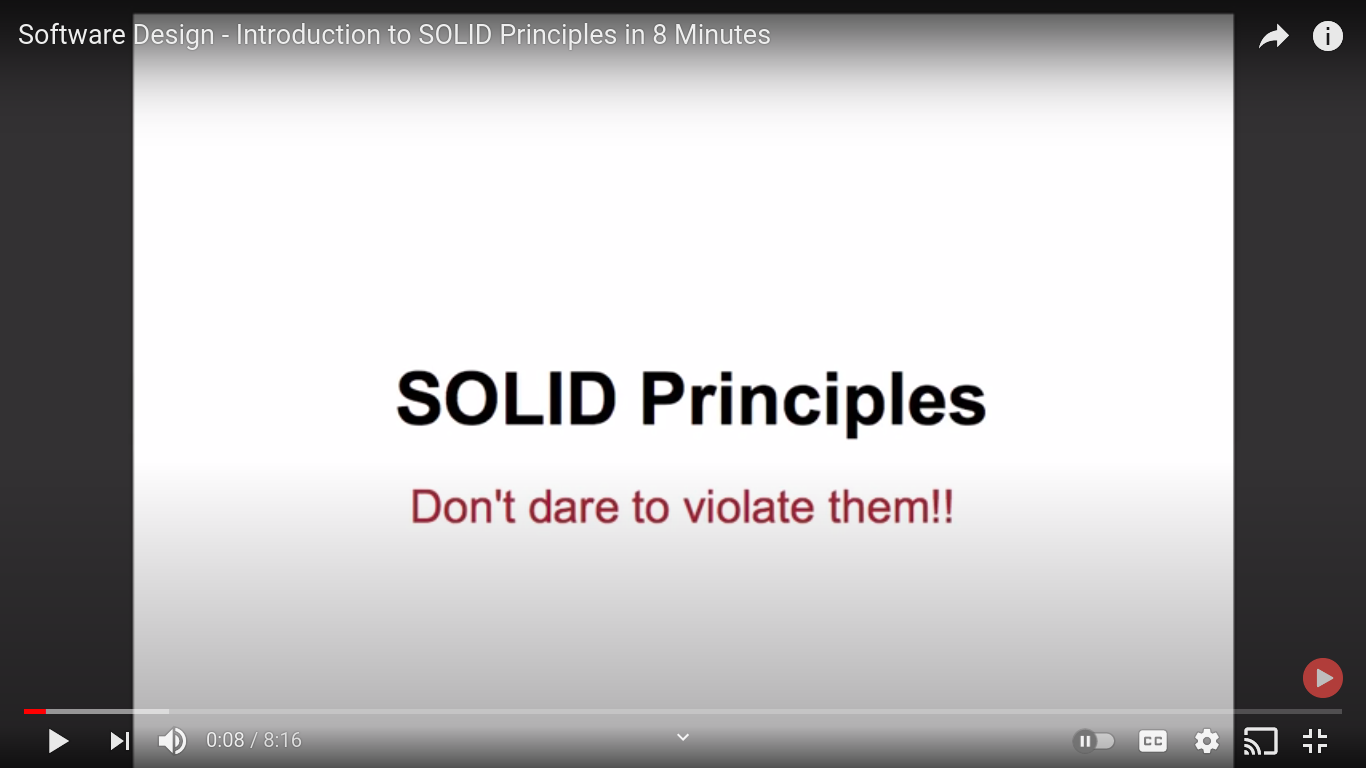 Software Design - Introduction to SOLID Principles in 8 Minutes
SOLID Principles
Don't dare to violate them!!
0:08 / 8:16
CC